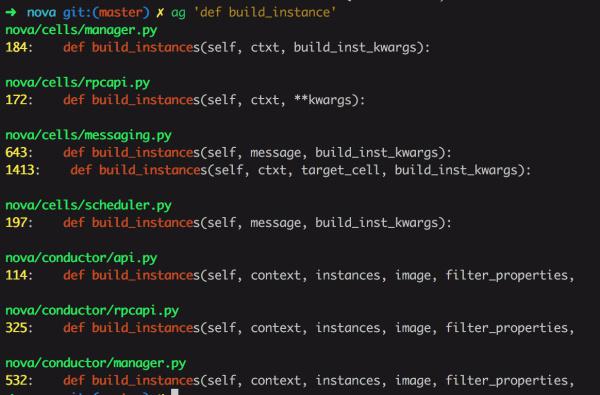 ➜  nova git:(master) ✗ ag 'def build_instance'
nova/cells/manager.py
184:    def build_instances(self, ctxt, build_inst_kwargs):
nova/cells/rpcapi.py
172:    def build_instances(self, ctxt, **kwargs):
nova/cells/messaging.py
643:    def build_instances(self, message, build_inst_kwargs):
1413:    def build_instances(self, ctxt, target_cell, build_inst_kwargs):
nova/cells/scheduler.py
197:    def build_instances(self, message, build_inst_kwargs):
nova/conductor/api.py
114:    def build_instances(self, context, instances, image, filter_properties,
nova/conductor/rpcapi.py
325:    def build_instances(self, context, instances, image, filter_properties,
nova/conductor/manager.py
532:    def build_instances(self, context, instances, image, filter_properties,